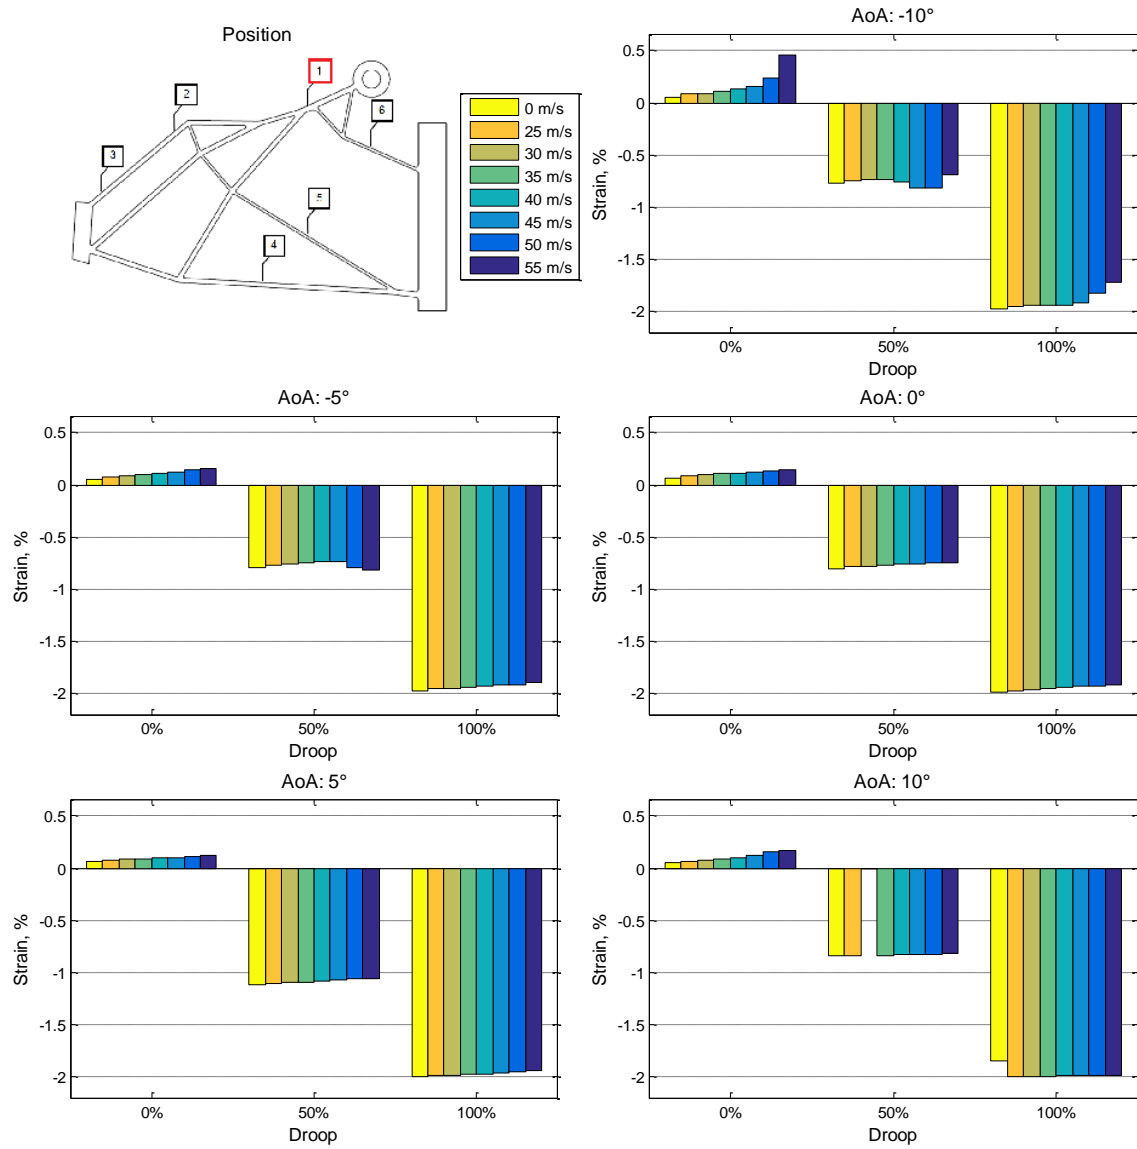 Position
1
2
6
3
5
4
0 m/s
25 m/s
30 m/s
35 m/s
40 m/s
45 m/s
50 m/s
55 m/s
AoA: -10°
0.5
0
-0.5
-1
-1.5
-2
Strain, %
0%
50%
100%
Droop
AoA: -5°
0.5
0
-0.5
-1
-1.5
-2
Strain, %
0%
50%
100%
Droop
AoA: 0°
0.5
0
-0.5
-1
-1.5
-2
Strain, %
0%
50%
100%
Droop
AoA: 5°
0.5
0
-0.5
-1
-1.5
-2
Strain, %
0%
50%
100%
Droop
AoA: 10°
0.5
0
-0.5
-1
-1.5
-2
Strain, %
0%
50%
100%
Droop